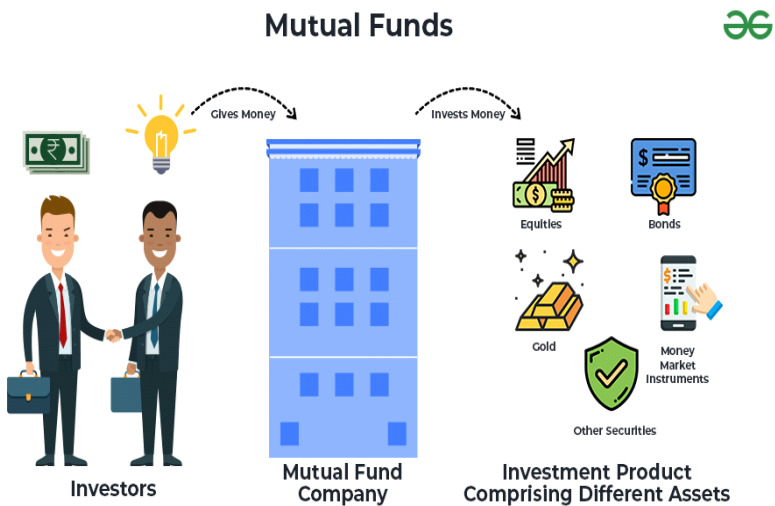 Mutual Funds
Gives Money
Invests Money
₹
$
$
$
Equities
Bonds
Gold
Money
Market
Instruments
Other Securities
Investors
Mutual Fund
Company
Investment Product
Comprising Different Assets